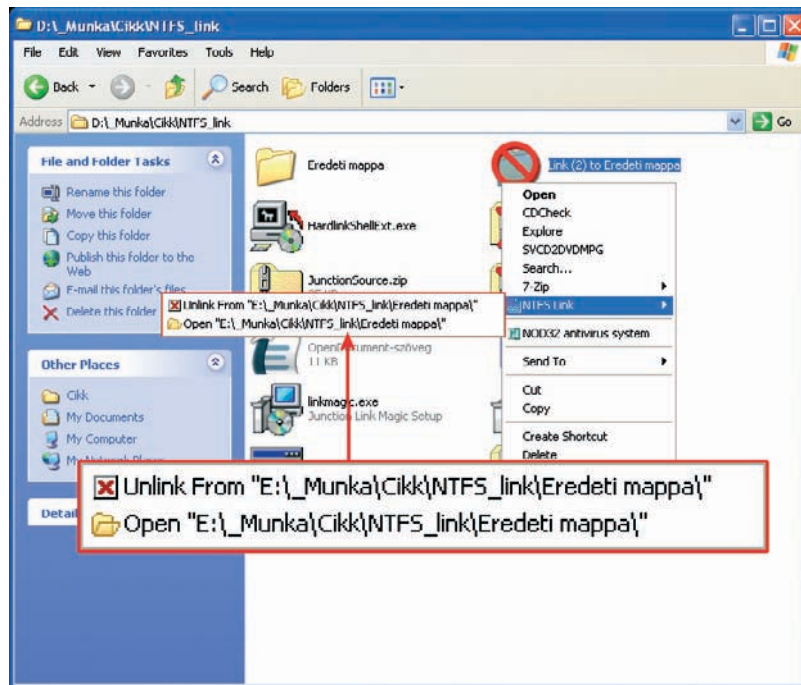 D:\_Munka\Cikk\NTFS_link
File Edit View Favorites Tools Help
Back Search Folders
Address D:\_Munka\Cikk\NTFS_link Go
File and Folder Tasks
Rename this folder
Move this folder
Copy this folder
Publish this folder to the
Web
E-mail this folder's files
Delete this folder
Other Places
Cikk
My Documents
My Computer
My Network Places
Eredeti mappa
HardlinkShellExt.exe
JunctionSource.zip
OpenDocument-szöveg
11 KB
linkmagic.exe
Junction Link Magic Setup
Link (2) to Eredeti mappa
Open
CDCheck
Explore
SVCD2DVDMPG
Search...
7-Zip
NTFS Link
NOD32 antivirus system
Send To
Cut
Copy
Create Shortcut
Delete
Unlink From "E:\_Munka\Cikk\NTFS_link\Eredeti mappa\"
Open "E:\_Munka\Cikk\NTFS_link\Eredeti mappa\"
Unlink From "E:\_Munka\Cikk\NTFS_link\Eredeti mappa\"
Open "E:\_Munka\Cikk\NTFS_link\Eredeti mappa\"